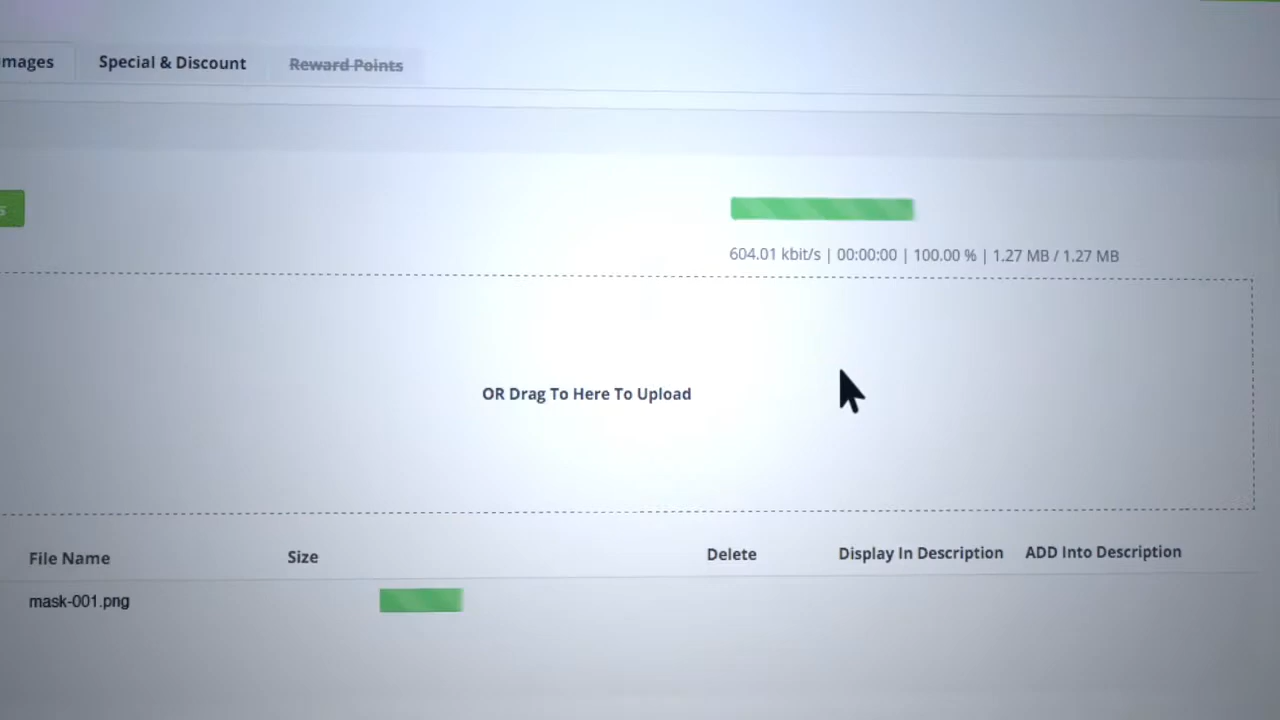 mages Special & Discount Reward Points
s
604.01 kbit/s | 00:00:00 | 100.00 % | 1.27 MB / 1.27 MB
OR Drag To Here To Upload
File Name Size Delete Display In Description ADD Into Description
mask-001.png